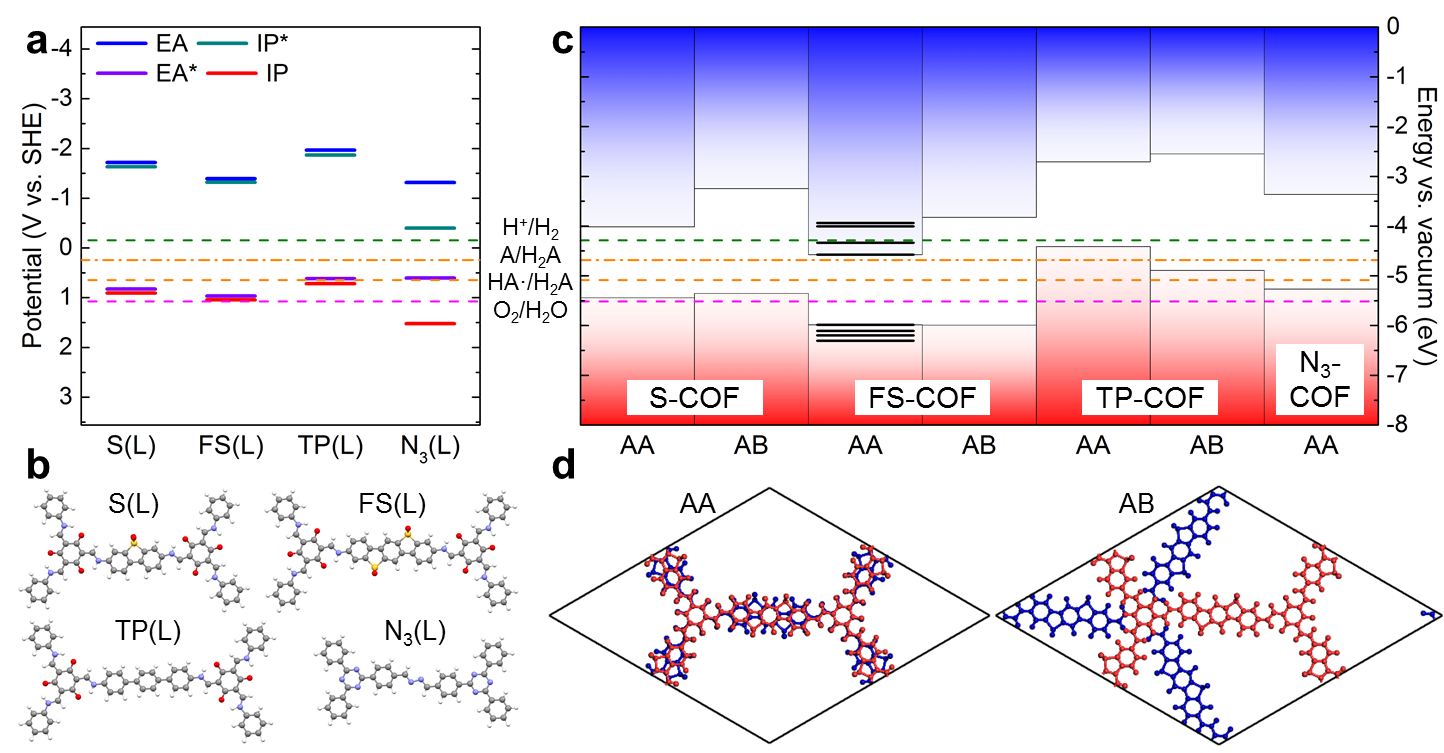 a
EA IP*
EA* IP
Potential (V vs. SHE)
-4
-3
-2
-1
0
1
2
3
S(L) FS(L) TP(L) N₃(L)
H⁺/H₂
A/H₂A
HA·/H₂A
O₂/H₂O
c
S-COF FS-COF TP-COF N₃-
COF
AA AB AA AB AA AB AA
0
-1
-2
-3
-4
-5
-6
-7
-8
Energy vs. vacuum (eV)
b
S(L) FS(L)
TP(L) N₃(L)
d
AA AB